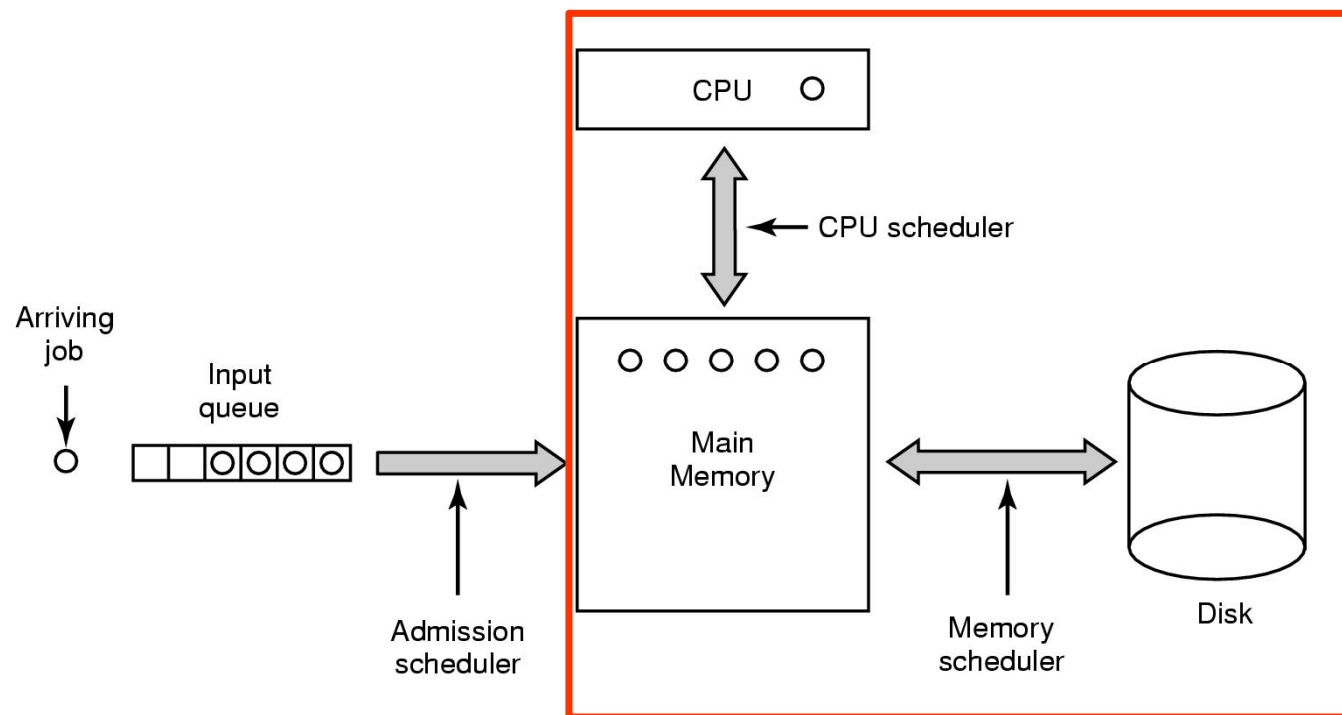 CPU
CPU scheduler
Arriving
job
Input
queue
Main
Memory
Admission
scheduler
Memory
scheduler
Disk